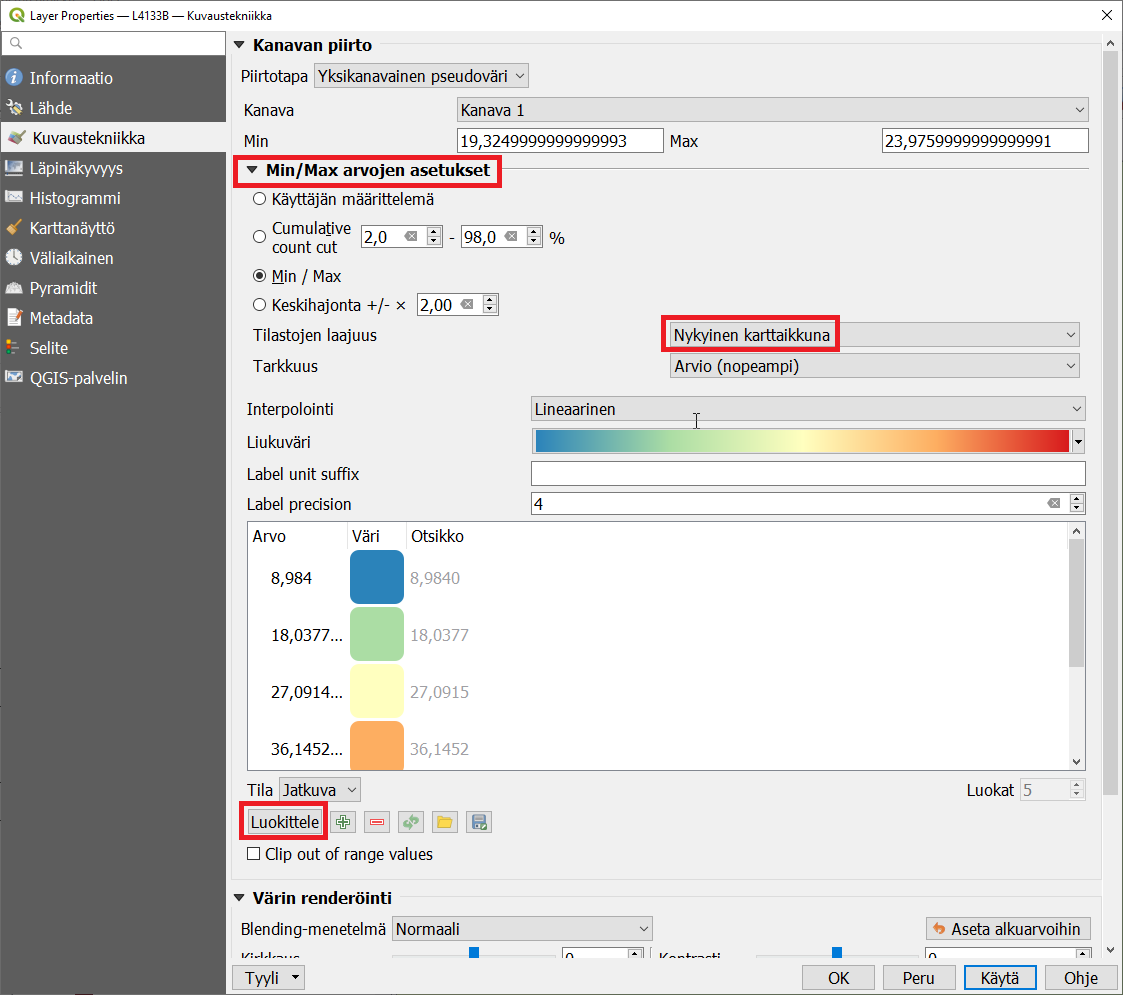 Layer Properties — L4133B — Kuvaustekniikka
Informaatio
Lähde
Kuvaustekniikka
Läpinäkyvyys
Histogrammi
Karttanäyttö
Väliaikainen
Pyramidit
Metadata
Selite
QGIS-palvelin
Kanavan piirto
Piirtotapa Yksikanavainen pseudoväri
Kanava Kanava 1
Min 19,3249999999999993 Max 23,9759999999999991
Min/Max arvojen asetukset
Käyttäjän määrittelemä
Cumulative
count cut 2,0 - 98,0 %
Min / Max
Keskihajonta +/- × 2,00
Tilastojen laajuus Nykyinen karttaikkuna
Tarkkuus Arvio (nopeampi)
Interpolointi Lineaarinen
Liukuväri
Label unit suffix
Label precision 4
Arvo Väri Otsikko
8,984 8,9840
18,0377... 18,0377
27,0914... 27,0915
36,1452... 36,1452
Tila Jatkuva Luokat 5
Luokittele
Clip out of range values
Värin renderöinti
Blending-menetelmä Normaali Aseta alkuarvoihin
Kirkkaus 0 Kontrasti 0
Tyyli OK Peru Käytä Ohje